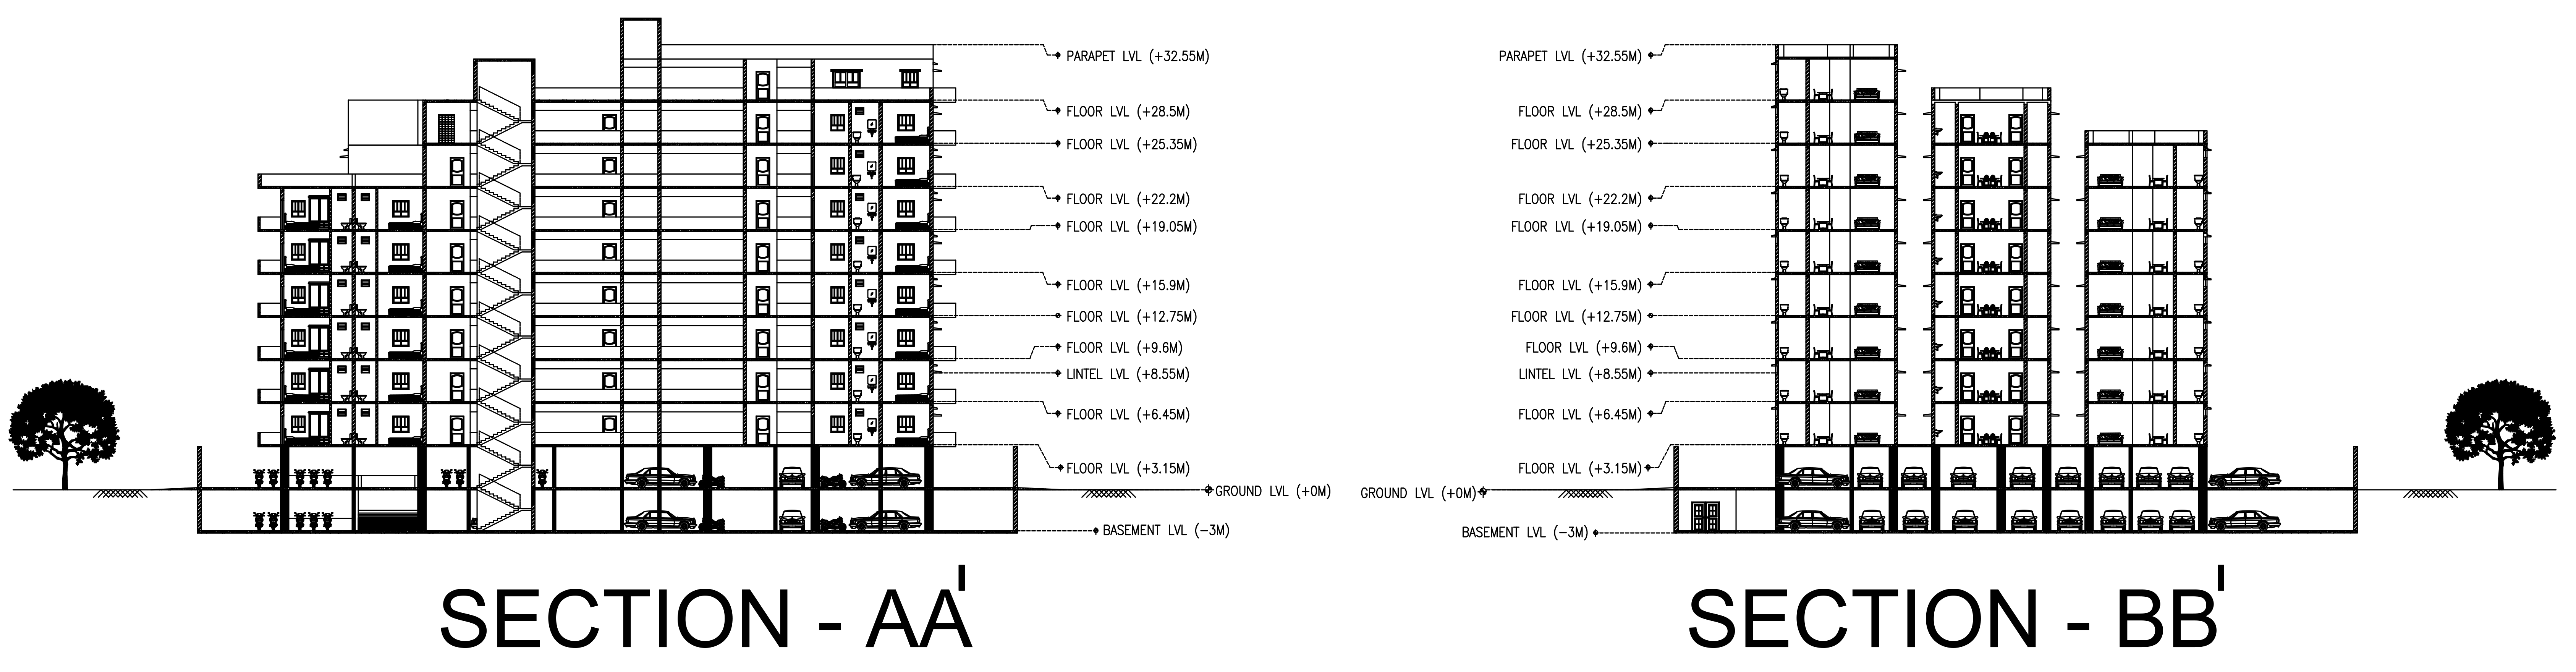 PARAPET LVL (+32.55M)
FLOOR LVL (+28.5M)
FLOOR LVL (+25.35M)
FLOOR LVL (+22.2M)
FLOOR LVL (+19.05M)
FLOOR LVL (+15.9M)
FLOOR LVL (+12.75M)
FLOOR LVL (+9.6M)
LINTEL LVL (+8.55M)
FLOOR LVL (+6.45M)
FLOOR LVL (+3.15M)
GROUND LVL (+0M)
BASEMENT LVL (-3M)
SECTION - AA'
PARAPET LVL (+32.55M)
FLOOR LVL (+28.5M)
FLOOR LVL (+25.35M)
FLOOR LVL (+22.2M)
FLOOR LVL (+19.05M)
FLOOR LVL (+15.9M)
FLOOR LVL (+12.75M)
FLOOR LVL (+9.6M)
LINTEL LVL (+8.55M)
FLOOR LVL (+6.45M)
FLOOR LVL (+3.15M)
GROUND LVL (+0M)
BASEMENT LVL (-3M)
SECTION - BB'